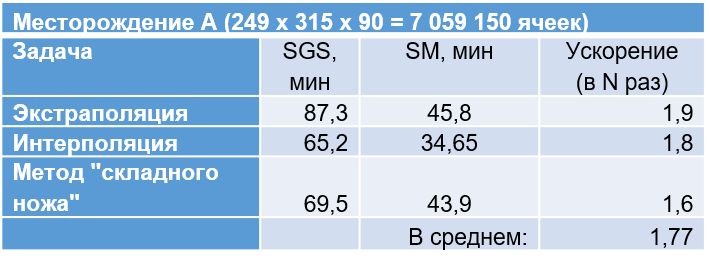 Месторождение А (249 x 315 x 90 = 7 059 150 ячеек)
Задача SGS, SM, мин Ускорение
мин (в N раз)
Экстраполяция 87,3 45,8 1,9
Интерполяция 65,2 34,65 1,8
Метод "складного
ножа" 69,5 43,9 1,6
В среднем: 1,77